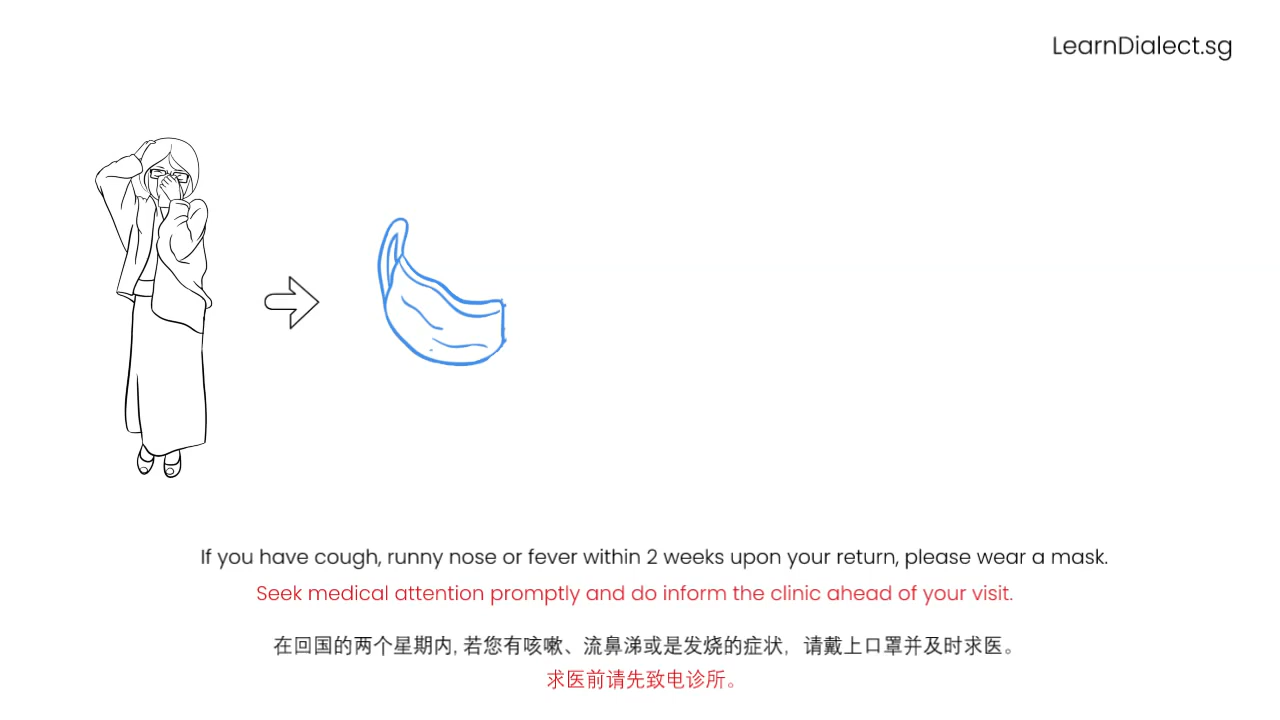 LearnDialect.sg
If you have cough, runny nose or fever within 2 weeks upon your return, please wear a mask.
Seek medical attention promptly and do inform the clinic ahead of your visit.
在回国的两个星期内, 若您有咳嗽、流鼻涕或是发烧的症状，请戴上口罩并及时求医。
求医前请先致电诊所。